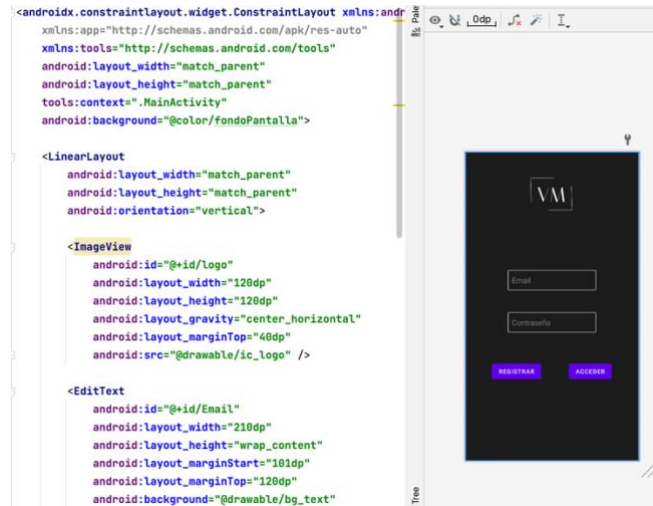 <androidx.constraintlayout.widget.ConstraintLayout xmlns:andr
xmlns:app="http://schemas.android.com/apk/res-auto"
xmlns:tools="http://schemas.android.com/tools"
android:layout_width="match_parent"
android:layout_height="match_parent"
tools:context=".MainActivity"
android:background="@color/fondoPantalla">
<LinearLayout
android:layout_width="match_parent"
android:layout_height="match_parent"
android:orientation="vertical">
<ImageView
android:id="@+id/logo"
android:layout_width="120dp"
android:layout_height="120dp"
android:layout_gravity="center_horizontal"
android:layout_marginTop="40dp"
android:src="@drawable/ic_logo" />
<EditText
android:id="@+id/Email"
android:layout_width="210dp"
android:layout_height="wrap_content"
android:layout_marginStart="101dp"
android:layout_marginTop="120dp"
android:background="@drawable/bg_text"
Pale
0dp
VM
Email
Contraseña
REGISTRAR ACCEDER
Tree